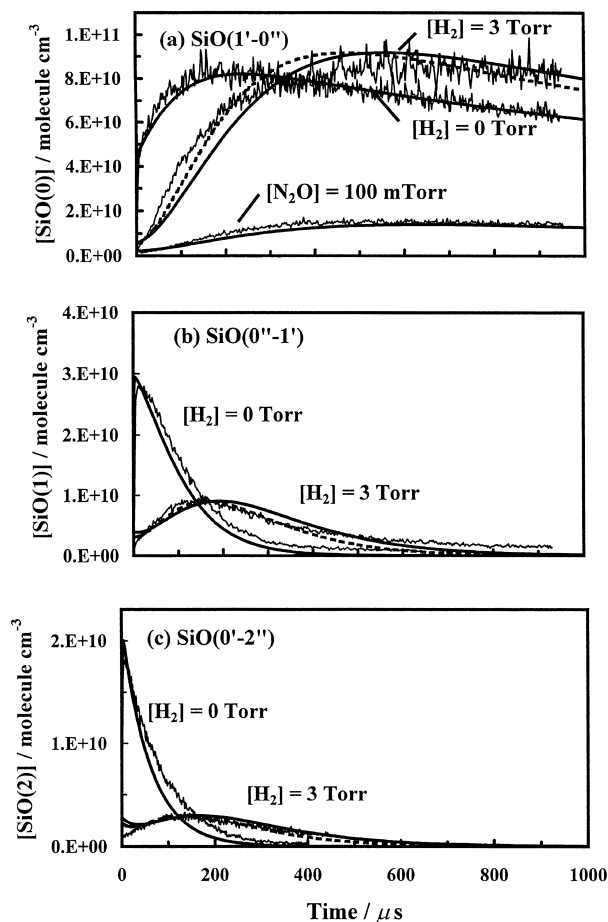 (a) SiO(1'-0")
[H₂] = 3 Torr
[H₂] = 0 Torr
[N₂O] = 100 mTorr
[SiO(0)] / molecule cm⁻³
1.E+11
8.E+10
6.E+10
4.E+10
2.E+10
0.E+00
(b) SiO(0"-1')
[H₂] = 0 Torr
[H₂] = 3 Torr
[SiO(1)] / molecule cm⁻³
4.E+10
3.E+10
2.E+10
1.E+10
0.E+00
(c) SiO(0'-2")
[H₂] = 0 Torr
[H₂] = 3 Torr
[SiO(2)] / molecule cm⁻³
2.E+10
1.E+10
0.E+00
0 200 400 600 800 1000
Time / μs